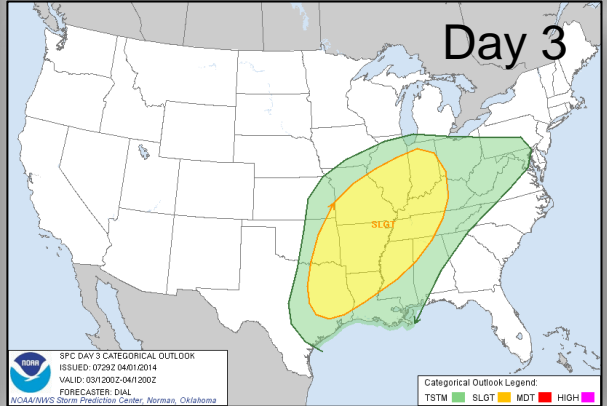 Day 3
SLGT
NOAA
SPC DAY 3 CATEGORICAL OUTLOOK
ISSUED: 0729Z 04/01/2014
VALID: 03/1200Z-04/1200Z
FORECASTER: DIAL
NOAA/NWS Storm Prediction Center, Norman, Oklahoma
Categorical Outlook Legend:
TSTM SLGT MDT HIGH